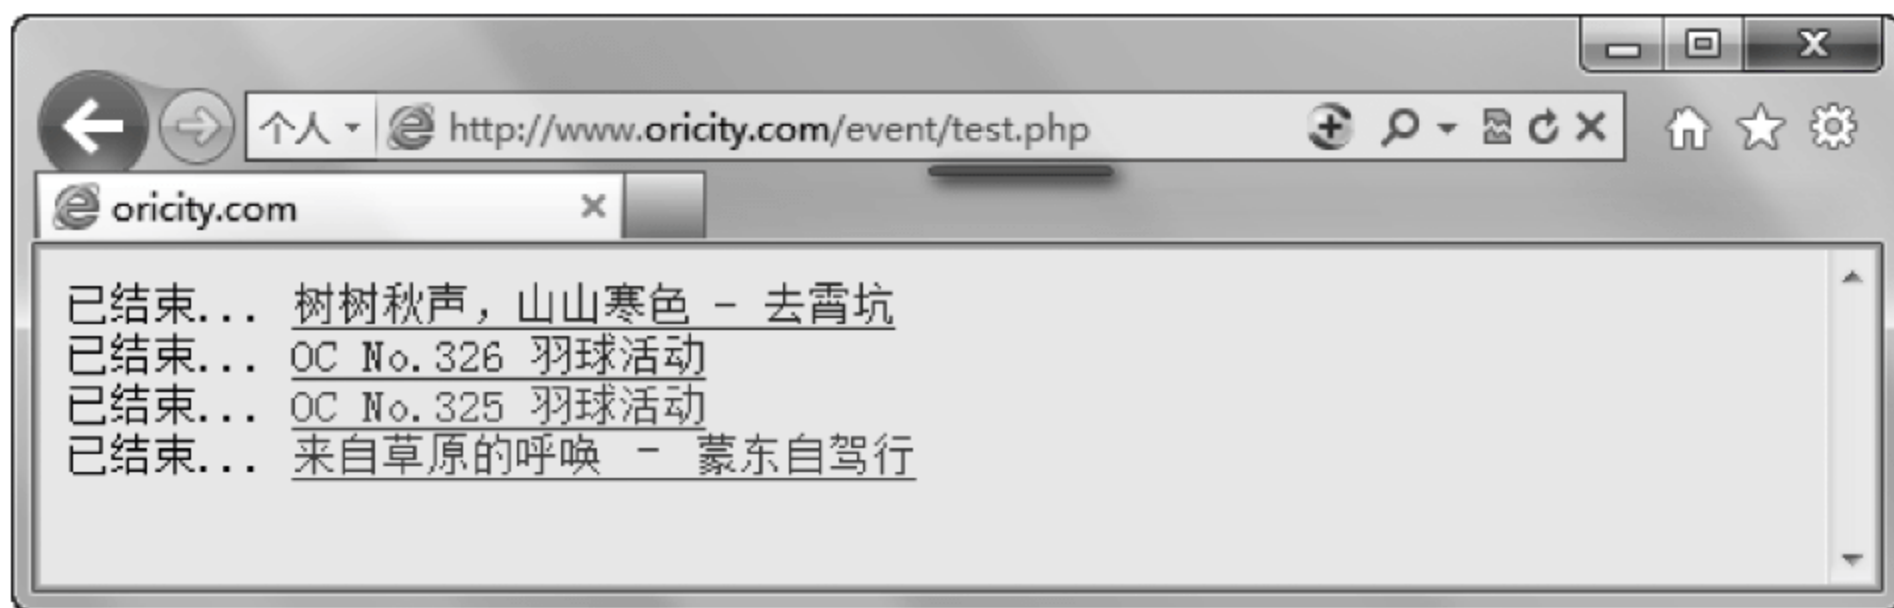 个人 http://www.oricity.com/event/test.php
oricity.com
已结束... 树树秋声，山山寒色 - 去霄坑
已结束... OC No.326 羽球活动
已结束... OC No.325 羽球活动
已结束... 来自草原的呼唤 - 蒙东自驾行